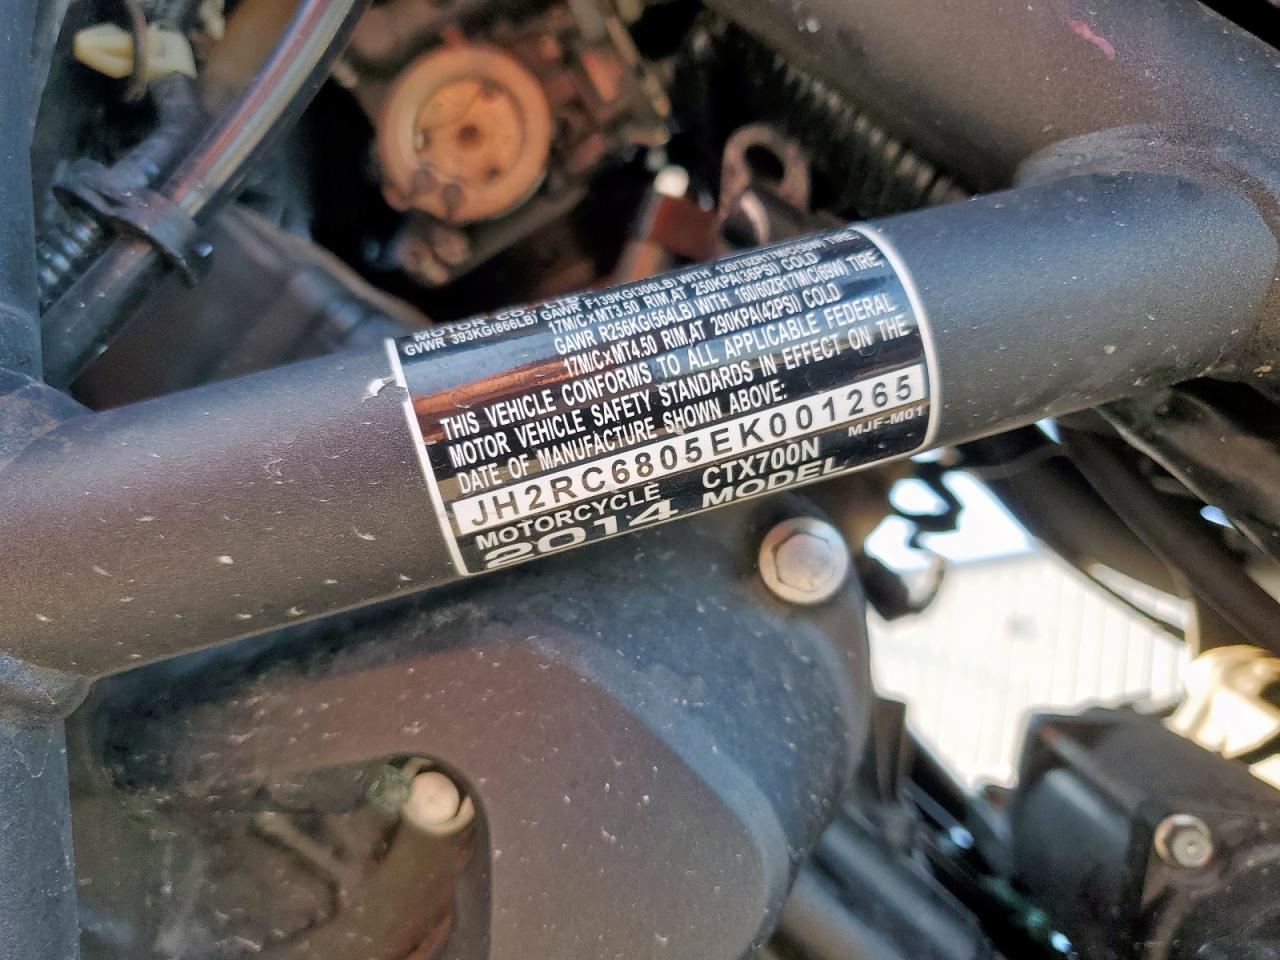 MOTOR CO., LTD.
GVWR 393KG(866LB) GAWR F139KG(306LB) WITH 120/70ZR17M/C(58W) TIRE,
17M/C×MT3.50 RIM,AT 250KPA(36PSI) COLD
GAWR R256KG(564LB) WITH 160/60ZR17M/C(69W) TIRE,
17M/C×MT4.50 RIM,AT 290KPA(42PSI) COLD
THIS VEHICLE CONFORMS TO ALL APPLICABLE FEDERAL
MOTOR VEHICLE SAFETY STANDARDS IN EFFECT ON THE
DATE OF MANUFACTURE SHOWN ABOVE:
JH2RC6805EK001265
MOTORCYCLE CTX700N MJF-M01
2014 MODEL